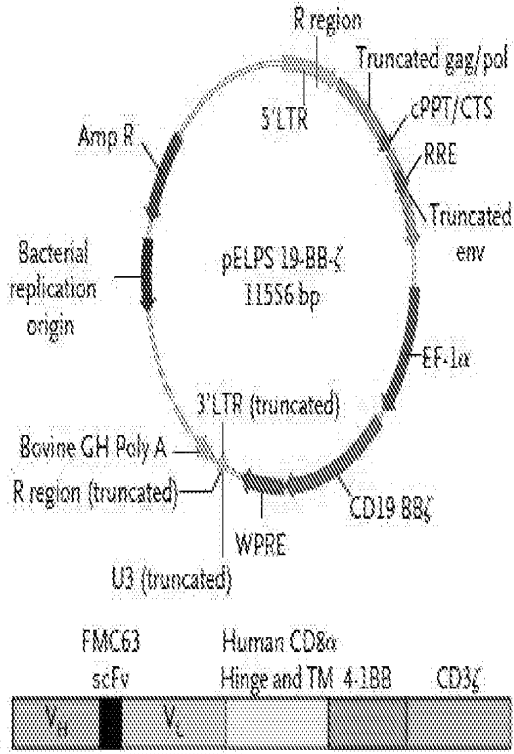 R region
Truncated gag/pol
5'LTR
cPPT/CTS
Amp R
RRE
Truncated
env
pELPS 19-BB-ζ
11556 bp
Bacterial
replication
origin
EF-1α
3'LTR (truncated)
Bovine GH Poly A
R region (truncated)
CD19 BBζ
WPRE
U3 (truncated)
FMC63
scFv
Human CD8α
Hinge and TM 4-1BB CD3ζ
VH VL